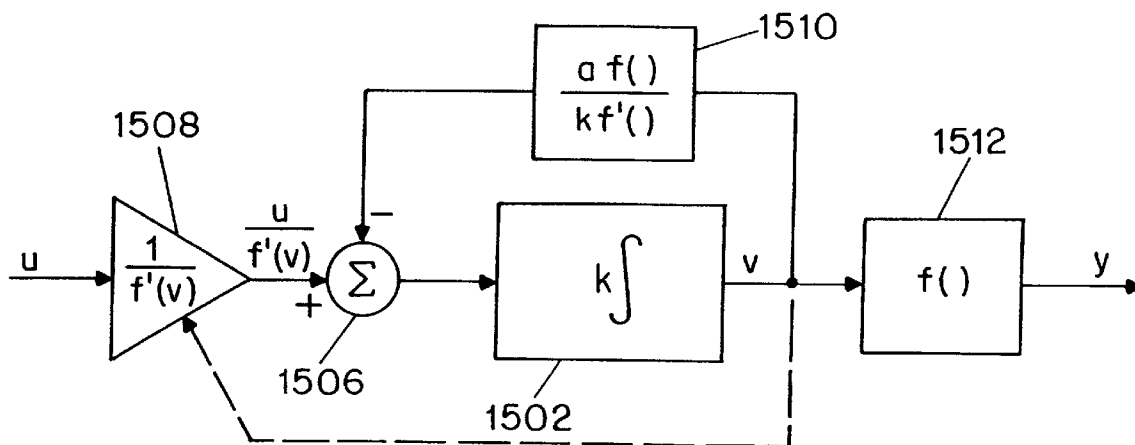 1510
a f()
k f'()
1508
1512
u
f'(v)
−
u
1
f'(v)
+
Σ
k∫
v
f()
y
1506
1502